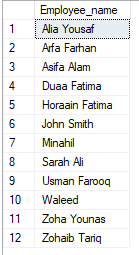 Employee_name
1 Alia Yousaf
2 Arfa Farhan
3 Asifa Alam
4 Duaa Fatima
5 Horaain Fatima
6 John Smith
7 Minahil
8 Sarah Ali
9 Usman Farooq
10 Waleed
11 Zoha Younas
12 Zohaib Tariq